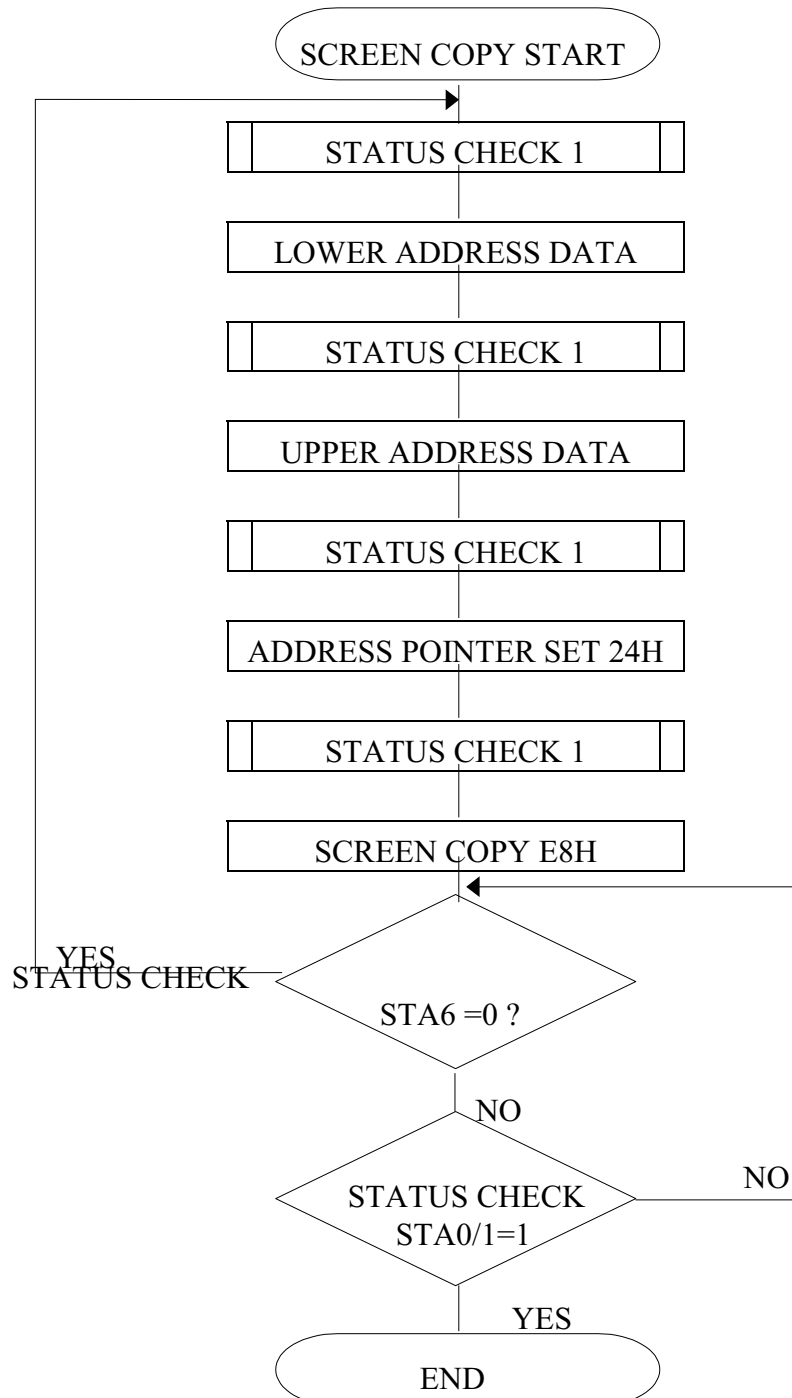 SCREEN COPY START
STATUS CHECK 1
LOWER ADDRESS DATA
STATUS CHECK 1
UPPER ADDRESS DATA
STATUS CHECK 1
ADDRESS POINTER SET 24H
STATUS CHECK 1
SCREEN COPY E8H
YES
STATUS CHECK
STA6 =0 ?
NO
STATUS CHECK
STA0/1=1
NO
YES
END